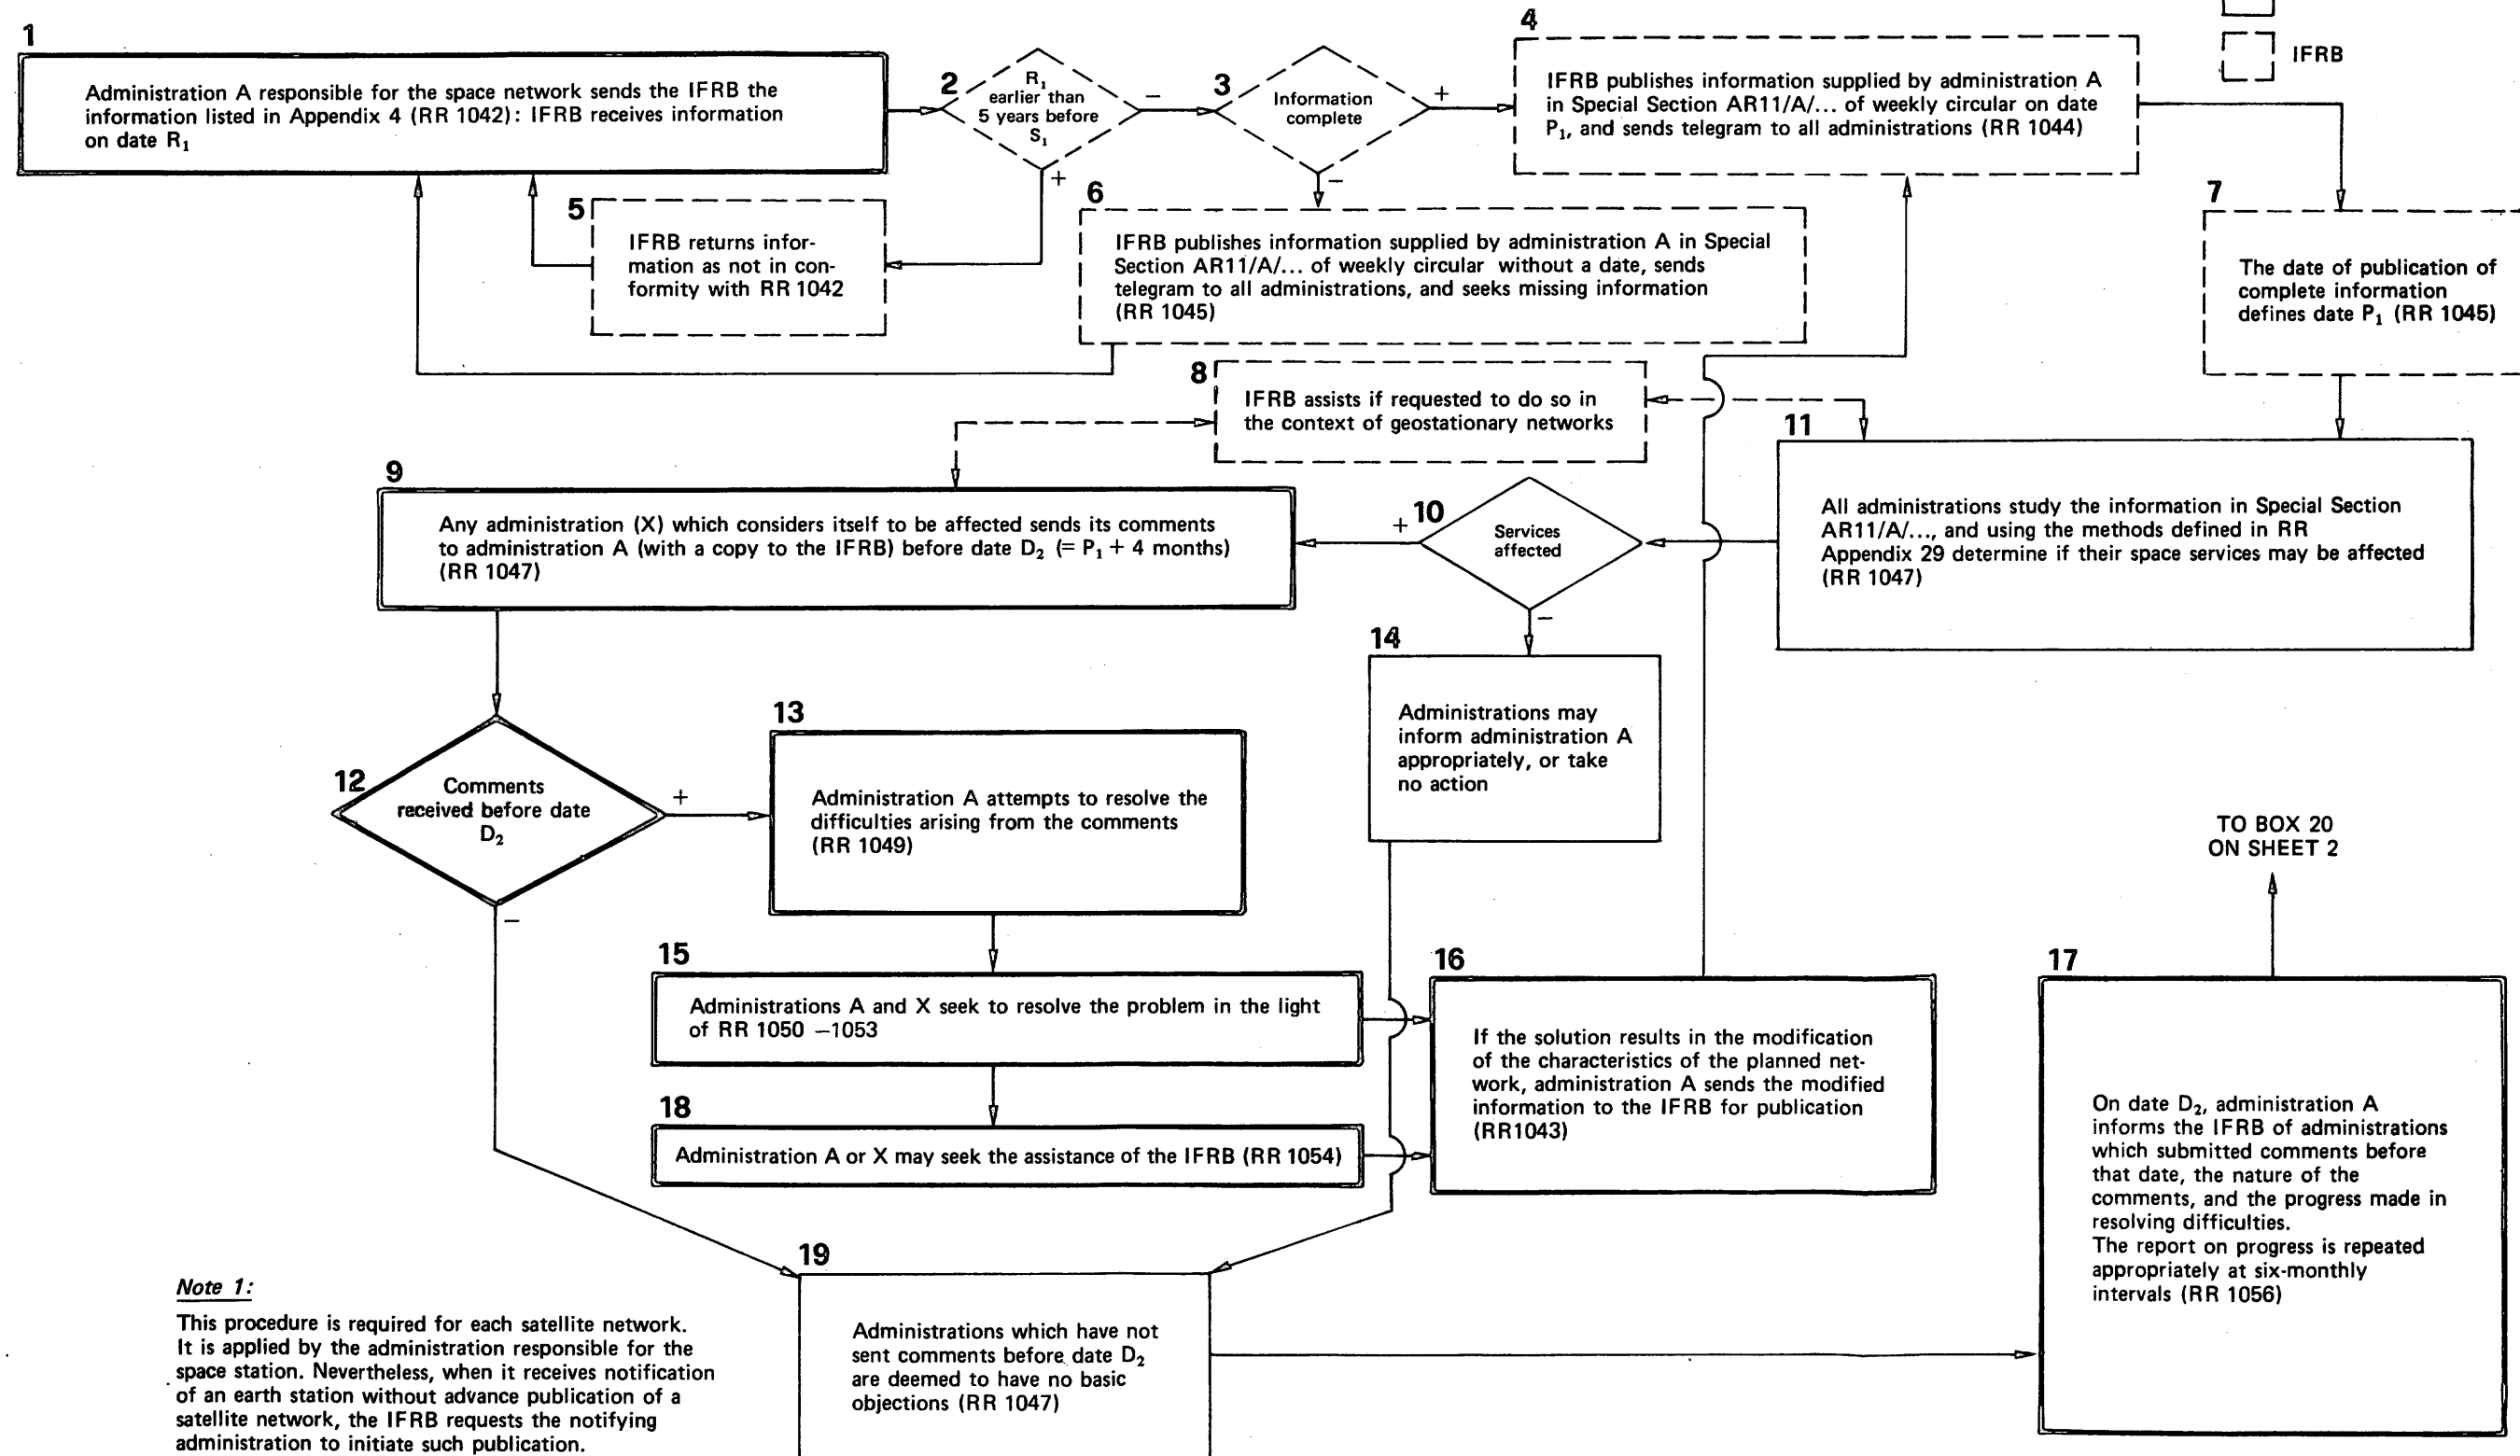 1
Administration A responsible for the space network sends the IFRB the
information listed in Appendix 4 (RR 1042): IFRB receives information
on date R₁
2
R₁
earlier than
5 years before
S₁
−
+
3
Information
complete
+
−
4
IFRB publishes information supplied by administration A
in Special Section AR11/A/... of weekly circular on date
P₁, and sends telegram to all administrations (RR 1044)
IFRB
5
IFRB returns infor-
mation as not in con-
formity with RR 1042
6
IFRB publishes information supplied by administration A in Special
Section AR11/A/... of weekly circular without a date, sends
telegram to all administrations, and seeks missing information
(RR 1045)
7
The date of publication of
complete information
defines date P₁ (RR 1045)
8
IFRB assists if requested to do so in
the context of geostationary networks
9
Any administration (X) which considers itself to be affected sends its comments
to administration A (with a copy to the IFRB) before date D₂ (= P₁ + 4 months)
(RR 1047)
+
10
Services
affected
−
11
All administrations study the information in Special Section
AR11/A/..., and using the methods defined in RR
Appendix 29 determine if their space services may be affected
(RR 1047)
12
Comments
received before date
D₂
+
−
13
Administration A attempts to resolve the
difficulties arising from the comments
(RR 1049)
14
Administrations may
inform administration A
appropriately, or take
no action
15
Administrations A and X seek to resolve the problem in the light
of RR 1050 −1053
16
If the solution results in the modification
of the characteristics of the planned net-
work, administration A sends the modified
information to the IFRB for publication
(RR1043)
TO BOX 20
ON SHEET 2
17
On date D₂, administration A
informs the IFRB of administrations
which submitted comments before
that date, the nature of the
comments, and the progress made in
resolving difficulties.
The report on progress is repeated
appropriately at six-monthly
intervals (RR 1056)
18
Administration A or X may seek the assistance of the IFRB (RR 1054)
19
Administrations which have not
sent comments before date D₂
are deemed to have no basic
objections (RR 1047)
Note 1:
This procedure is required for each satellite network.
It is applied by the administration responsible for the
space station. Nevertheless, when it receives notification
of an earth station without advance publication of a
satellite network, the IFRB requests the notifying
administration to initiate such publication.